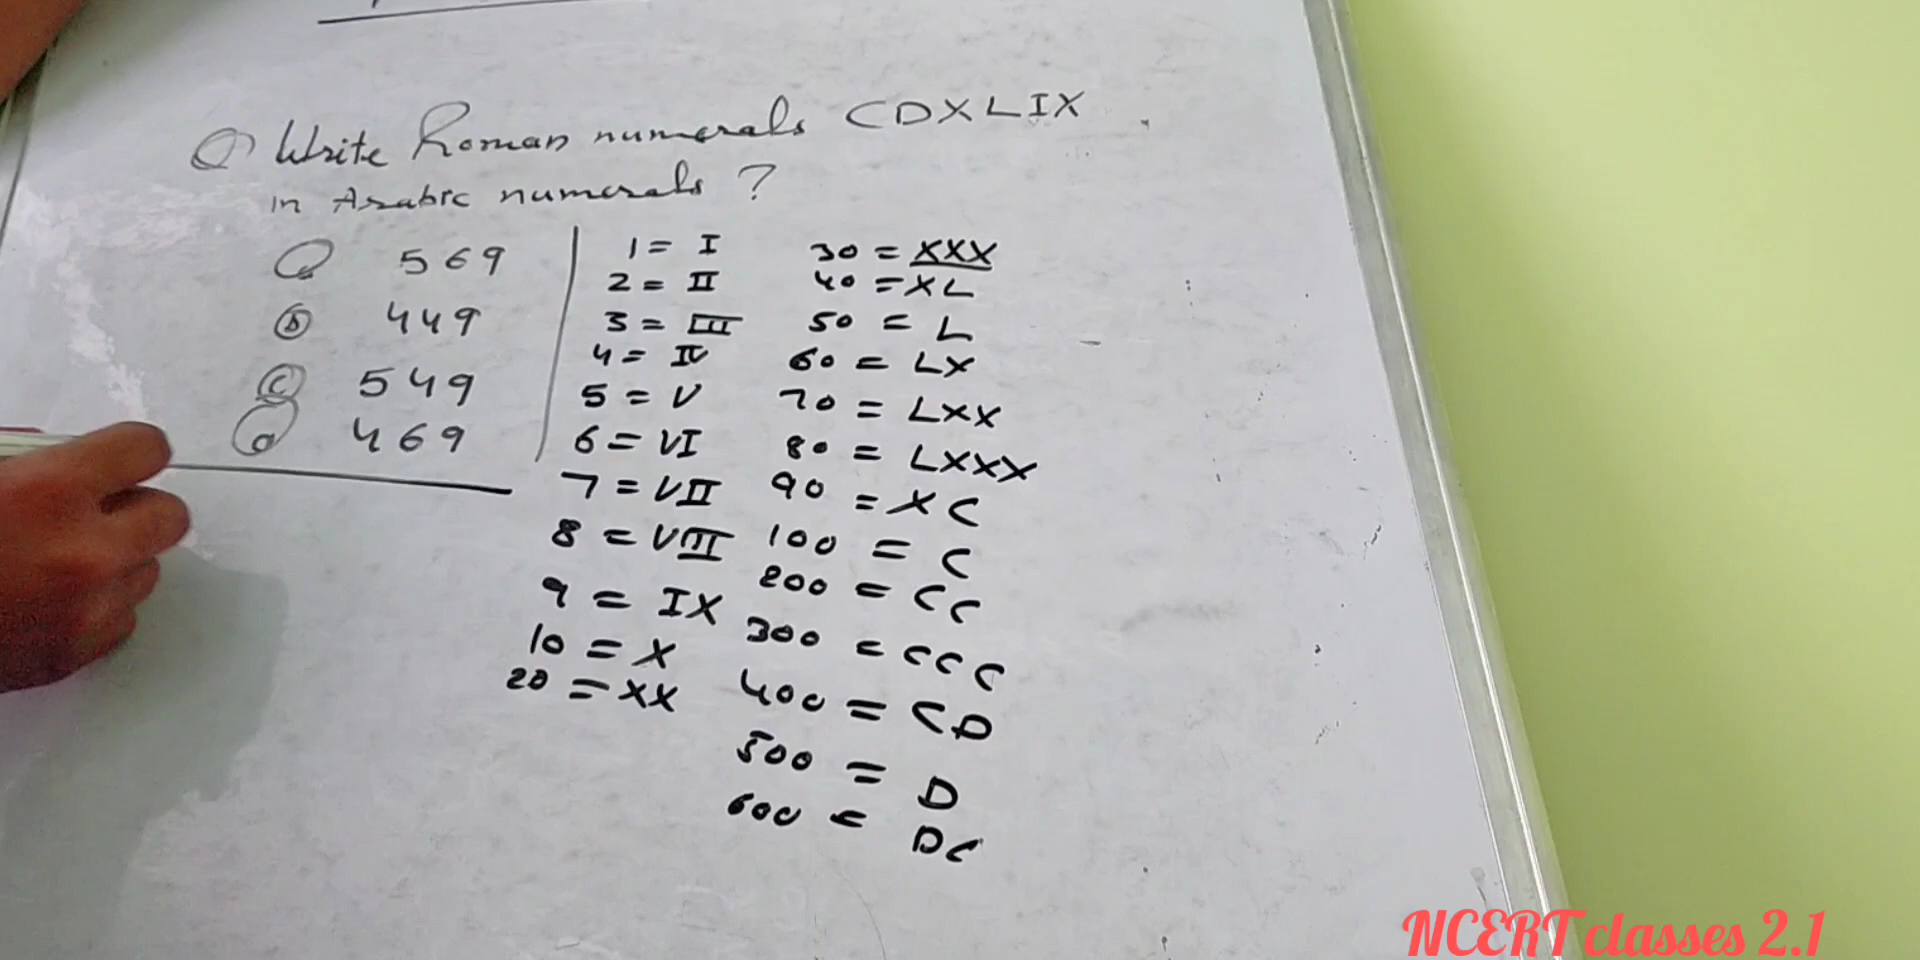 Q Write Roman numerals CDXLIX
in Arabic numerals ?
569
b 449
c 549
d 469
1 = I
2 = II
3 = III
4 = IV
5 = V
6 = VI
7 = VII
8 = VIII
9 = IX
10 = X
20 = XX
30 = XXX
40 = XL
50 = L
60 = LX
70 = LXX
80 = LXXX
90 = XC
100 = C
200 = CC
300 = CCC
400 = CD
500 = D
600 = DC
NCERT classes 2.1